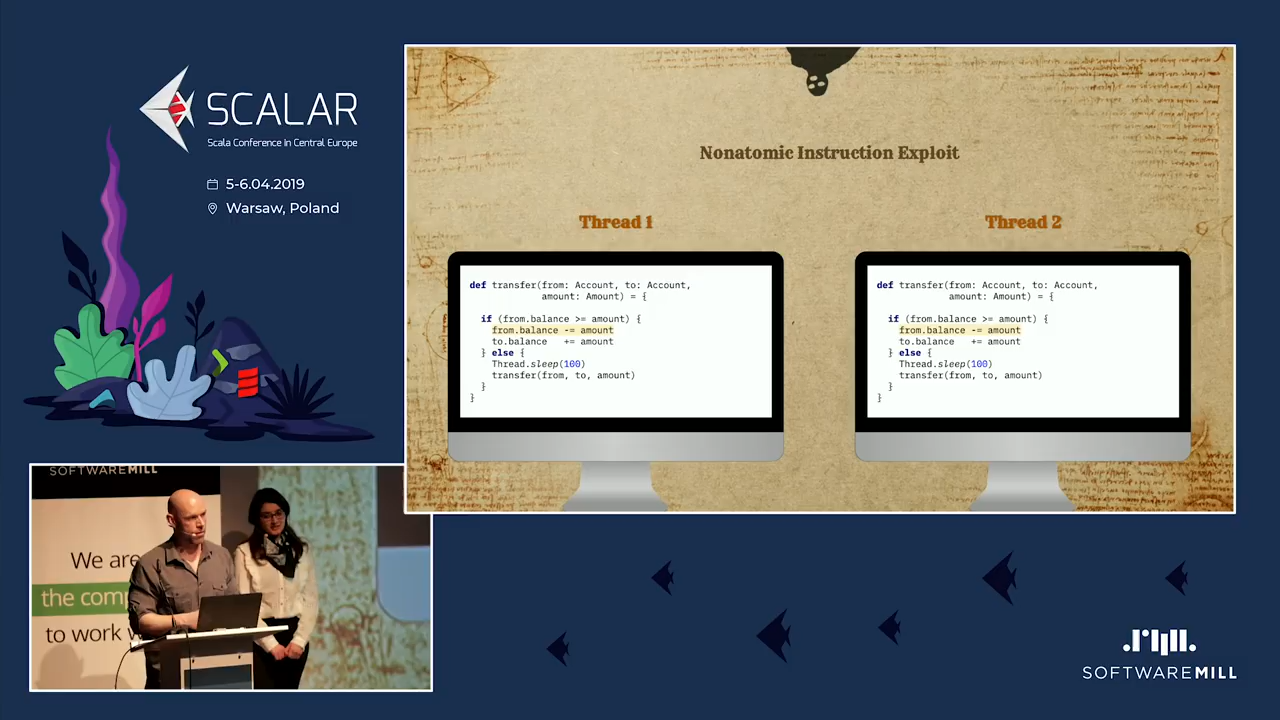 SCALAR
Scala Conference In Central Europe
5-6.04.2019
Warsaw, Poland
Nonatomic Instruction Exploit
Thread 1
def transfer(from: Account, to: Account,
amount: Amount) = {
if (from.balance >= amount) {
from.balance -= amount
to.balance += amount
} else {
Thread.sleep(100)
transfer(from, to, amount)
}
}
Thread 2
def transfer(from: Account, to: Account,
amount: Amount) = {
if (from.balance >= amount) {
from.balance -= amount
to.balance += amount
} else {
Thread.sleep(100)
transfer(from, to, amount)
}
}
SOFTWAREMILL
We are
the comp
to work
SOFTWAREMILL